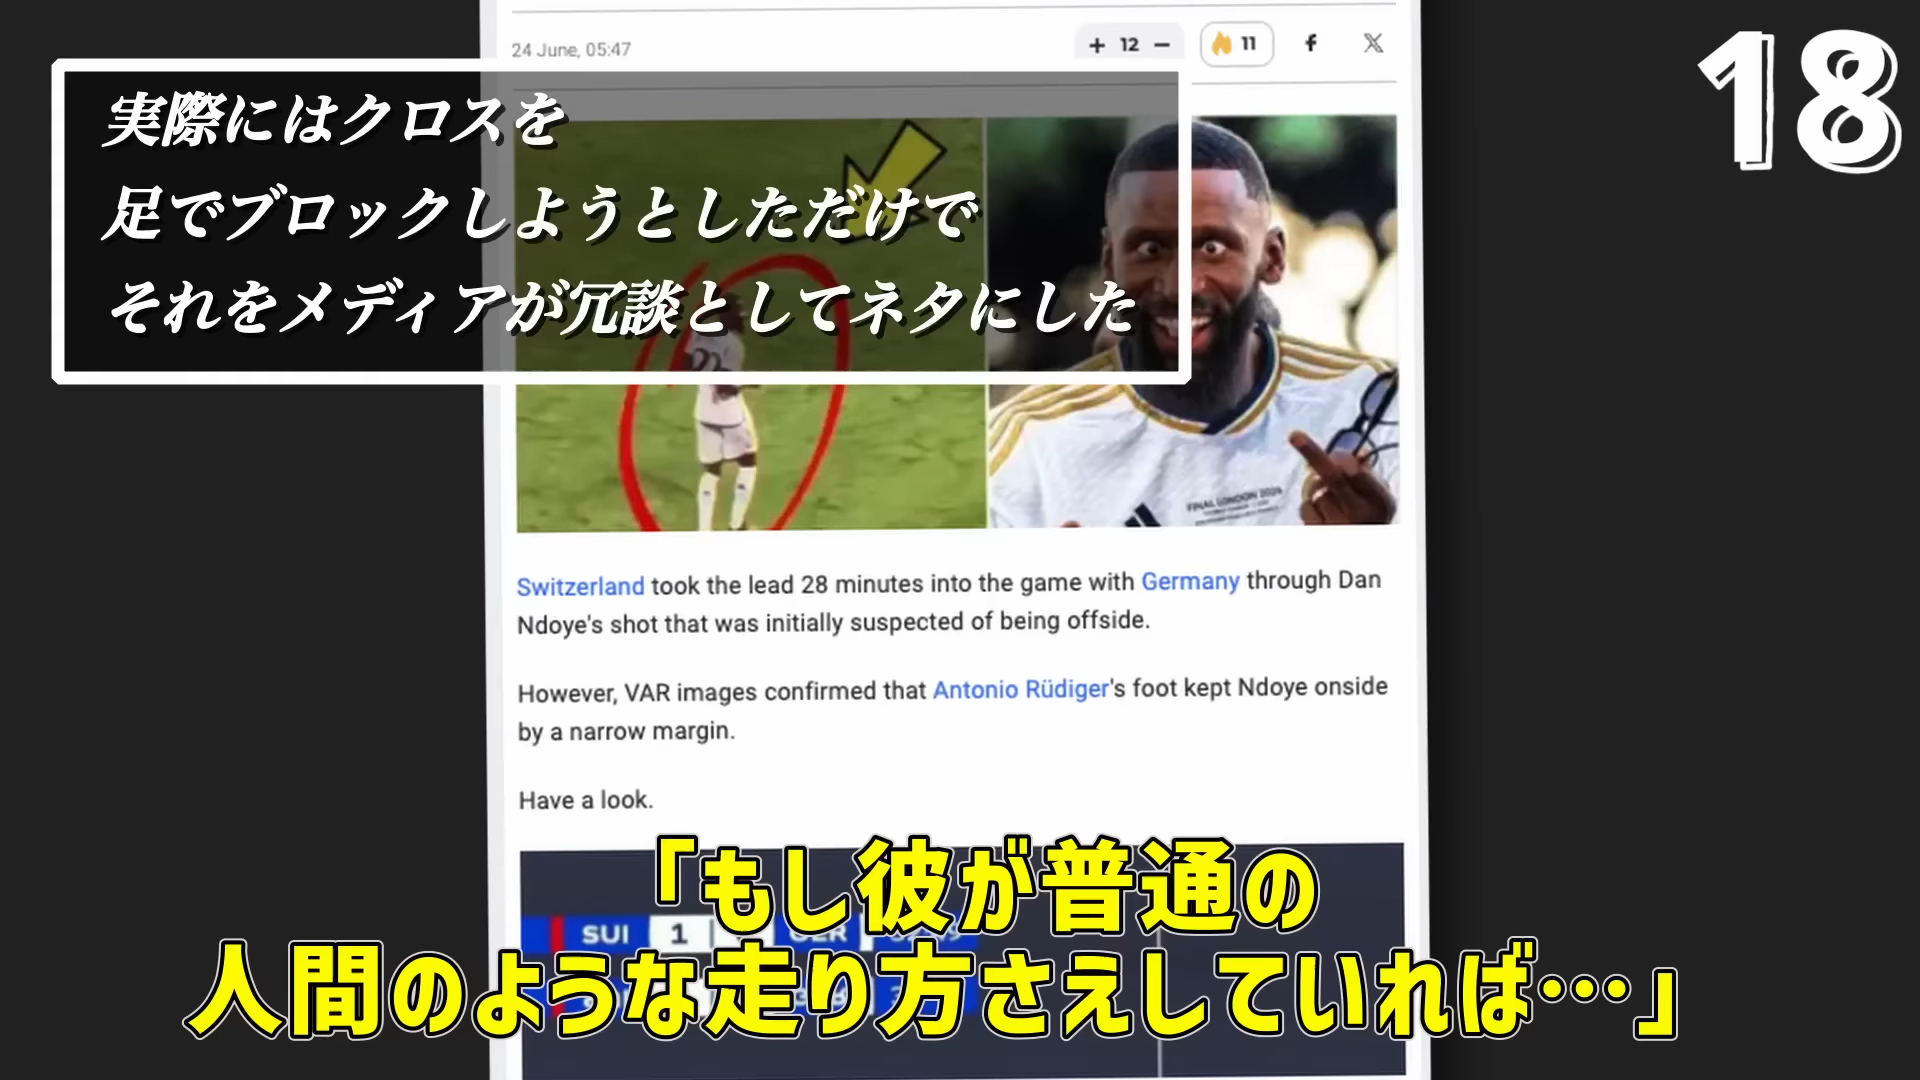 24 June, 05:47
+ 12 −
11
18
実際にはクロスを
足でブロックしようとしただけで
それをメディアが冗談としてネタにした
FINAL LONDON 2024
Switzerland took the lead 28 minutes into the game with Germany through Dan
Ndoye's shot that was initially suspected of being offside.
However, VAR images confirmed that Antonio Rüdiger's foot kept Ndoye onside
by a narrow margin.
Have a look.
SUI 1
「もし彼が普通の
人間のような走り方さえしていれば…」